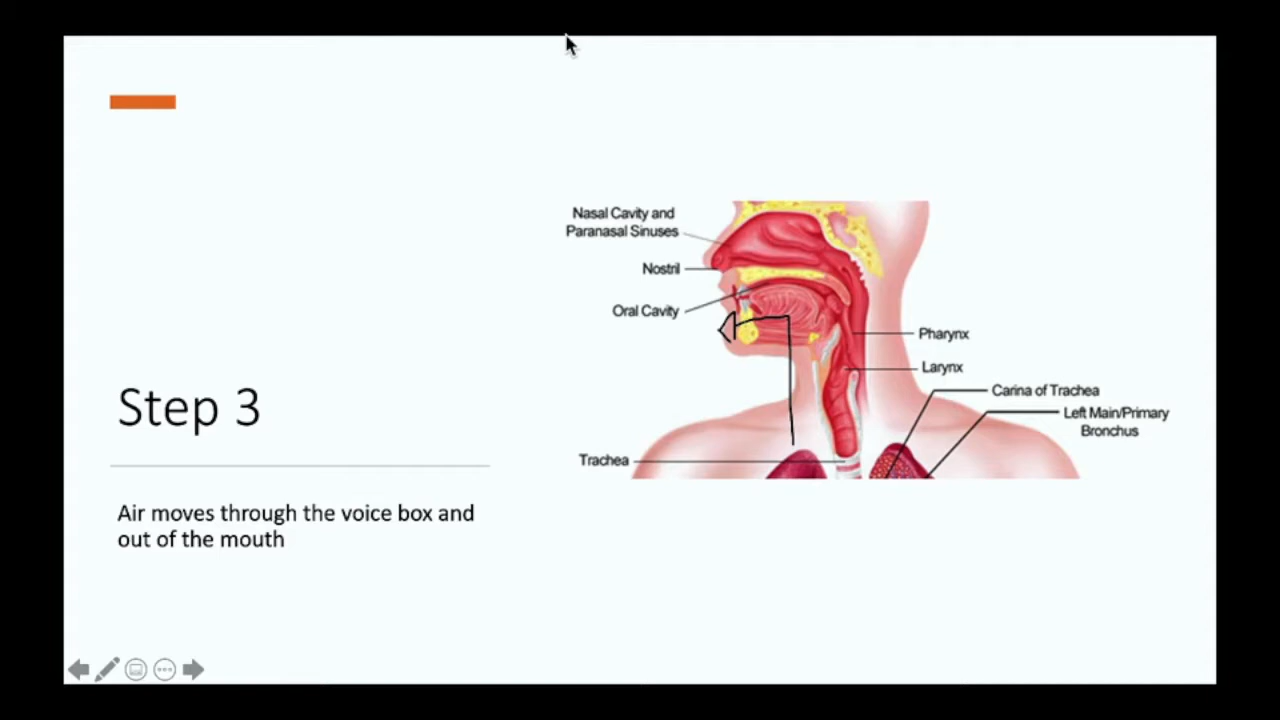 Step 3
Air moves through the voice box and
out of the mouth
Nasal Cavity and
Paranasal Sinuses
Nostril
Oral Cavity
Pharynx
Larynx
Carina of Trachea
Left Main/Primary
Bronchus
Trachea